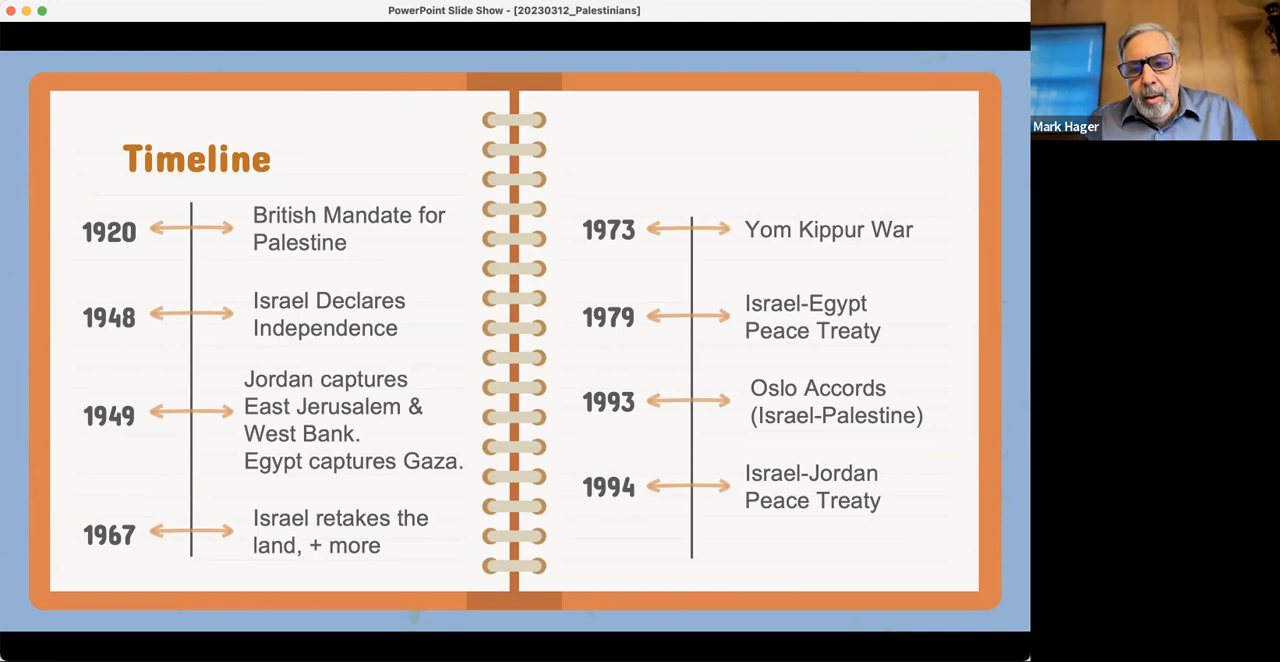 PowerPoint Slide Show - [20230312_Palestinians]
Timeline
1920
British Mandate for
Palestine
1948
Israel Declares
Independence
1949
Jordan captures
East Jerusalem &
West Bank.
Egypt captures Gaza.
1967
Israel retakes the
land, + more
1973
Yom Kippur War
1979
Israel-Egypt
Peace Treaty
1993
Oslo Accords
(Israel-Palestine)
1994
Israel-Jordan
Peace Treaty
Mark Hager